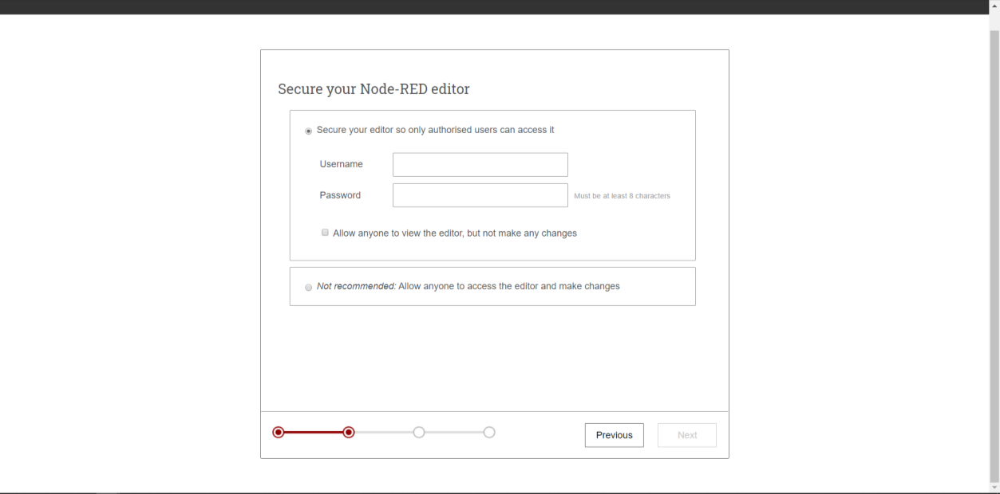 Secure your Node-RED editor
Secure your editor so only authorised users can access it
Username
Password
Must be at least 8 characters
Allow anyone to view the editor, but not make any changes
Not recommended: Allow anyone to access the editor and make changes
Previous
Next